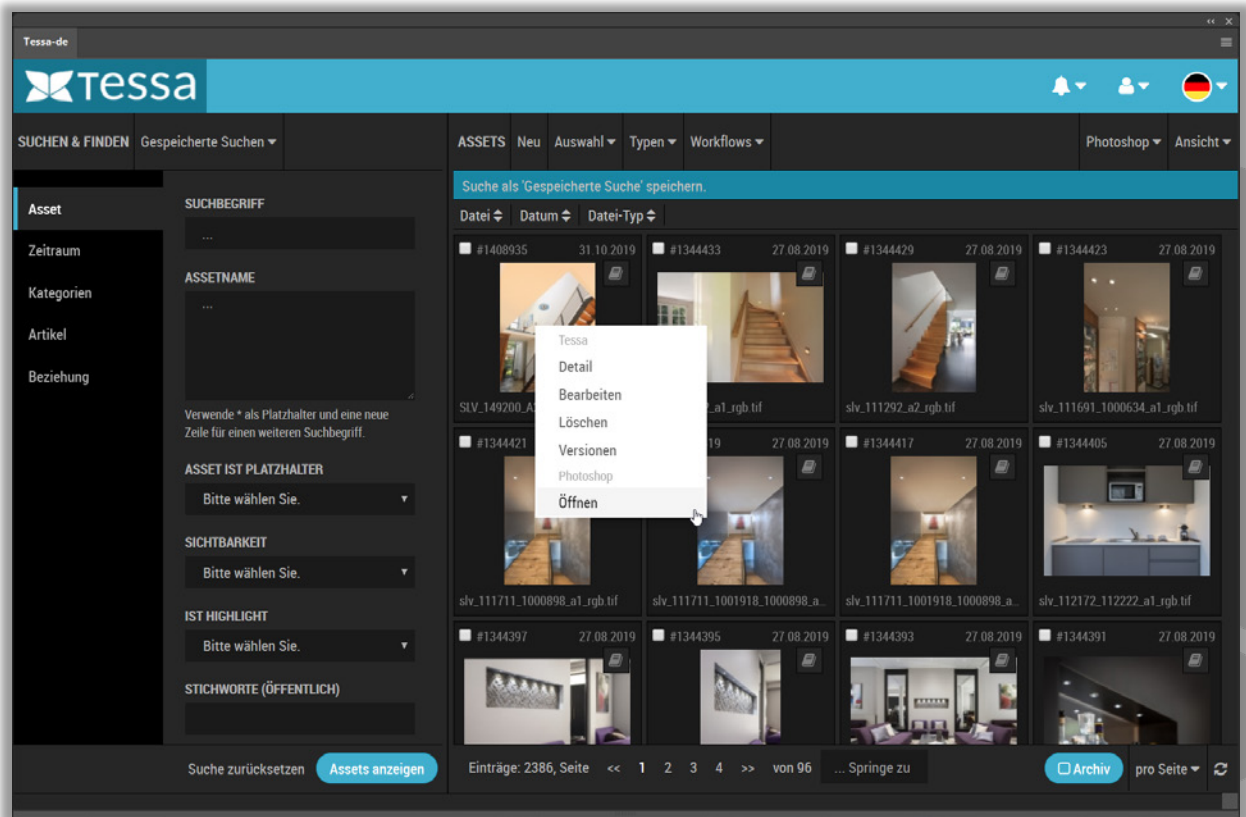 Tessa-de
Tessa
SUCHEN & FINDEN Gespeicherte Suchen
ASSETS Neu Auswahl Typen Workflows Photoshop Ansicht
Asset
Zeitraum
Kategorien
Artikel
Beziehung
SUCHBEGRIFF
...
ASSETNAME
...
Verwende * als Platzhalter und eine neue
Zeile für einen weiteren Suchbegriff.
ASSET IST PLATZHALTER
Bitte wählen Sie.
SICHTBARKEIT
Bitte wählen Sie.
IST HIGHLIGHT
Bitte wählen Sie.
STICHWORTE (ÖFFENTLICH)
Suche zurücksetzen Assets anzeigen
Suche als 'Gespeicherte Suche' speichern.
Datei Datum Datei-Typ
#1408935 31.10.2019 #1344433 27.08.2019 #1344429 27.08.2019 #1344423 27.08.2019
SLV_149200_A _a1_rgb.tif slv_111292_a2_rgb.tif slv_111691_1000634_a1_rgb.tif
Tessa
Detail
Bearbeiten
Löschen
Versionen
Photoshop
Öffnen
#1344421 19 27.08.2019 #1344417 27.08.2019 #1344405 27.08.2019
slv_111711_1000898_a1_rgb.tif slv_111711_1001918_1000898_a... slv_111711_1001918_1000898_a... slv_112172_112222_a1_rgb.tif
#1344397 27.08.2019 #1344395 27.08.2019 #1344393 27.08.2019 #1344391 27.08.2019
Einträge: 2386, Seite << 1 2 3 4 >> von 96 ... Springe zu Archiv pro Seite